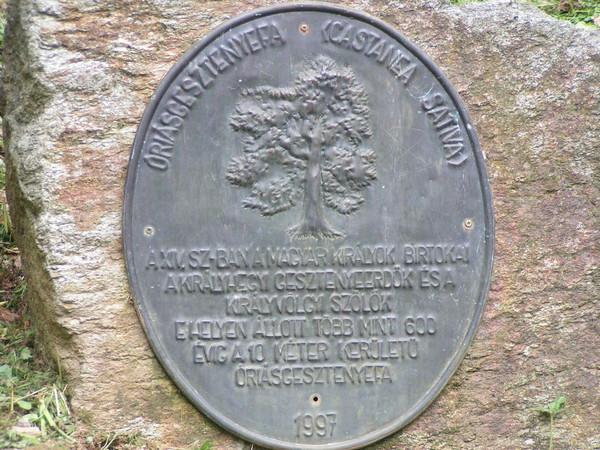 ÓRIÁSGESZTENYEFA (CASTANEA SATIVA)
A XIV. SZ-BAN A MAGYAR KIRÁLYOK BIRTOKAI
A KIRÁLYHEGYI GESZTENYEERDŐK ÉS A
KIRÁLYVÖLGYI SZŐLŐK
E HELYEN ÁLLOTT TÖBB MINT 600
ÉVIG A 10 MÉTER KERÜLETŰ
ÓRIÁSGESZTENYEFA
1997